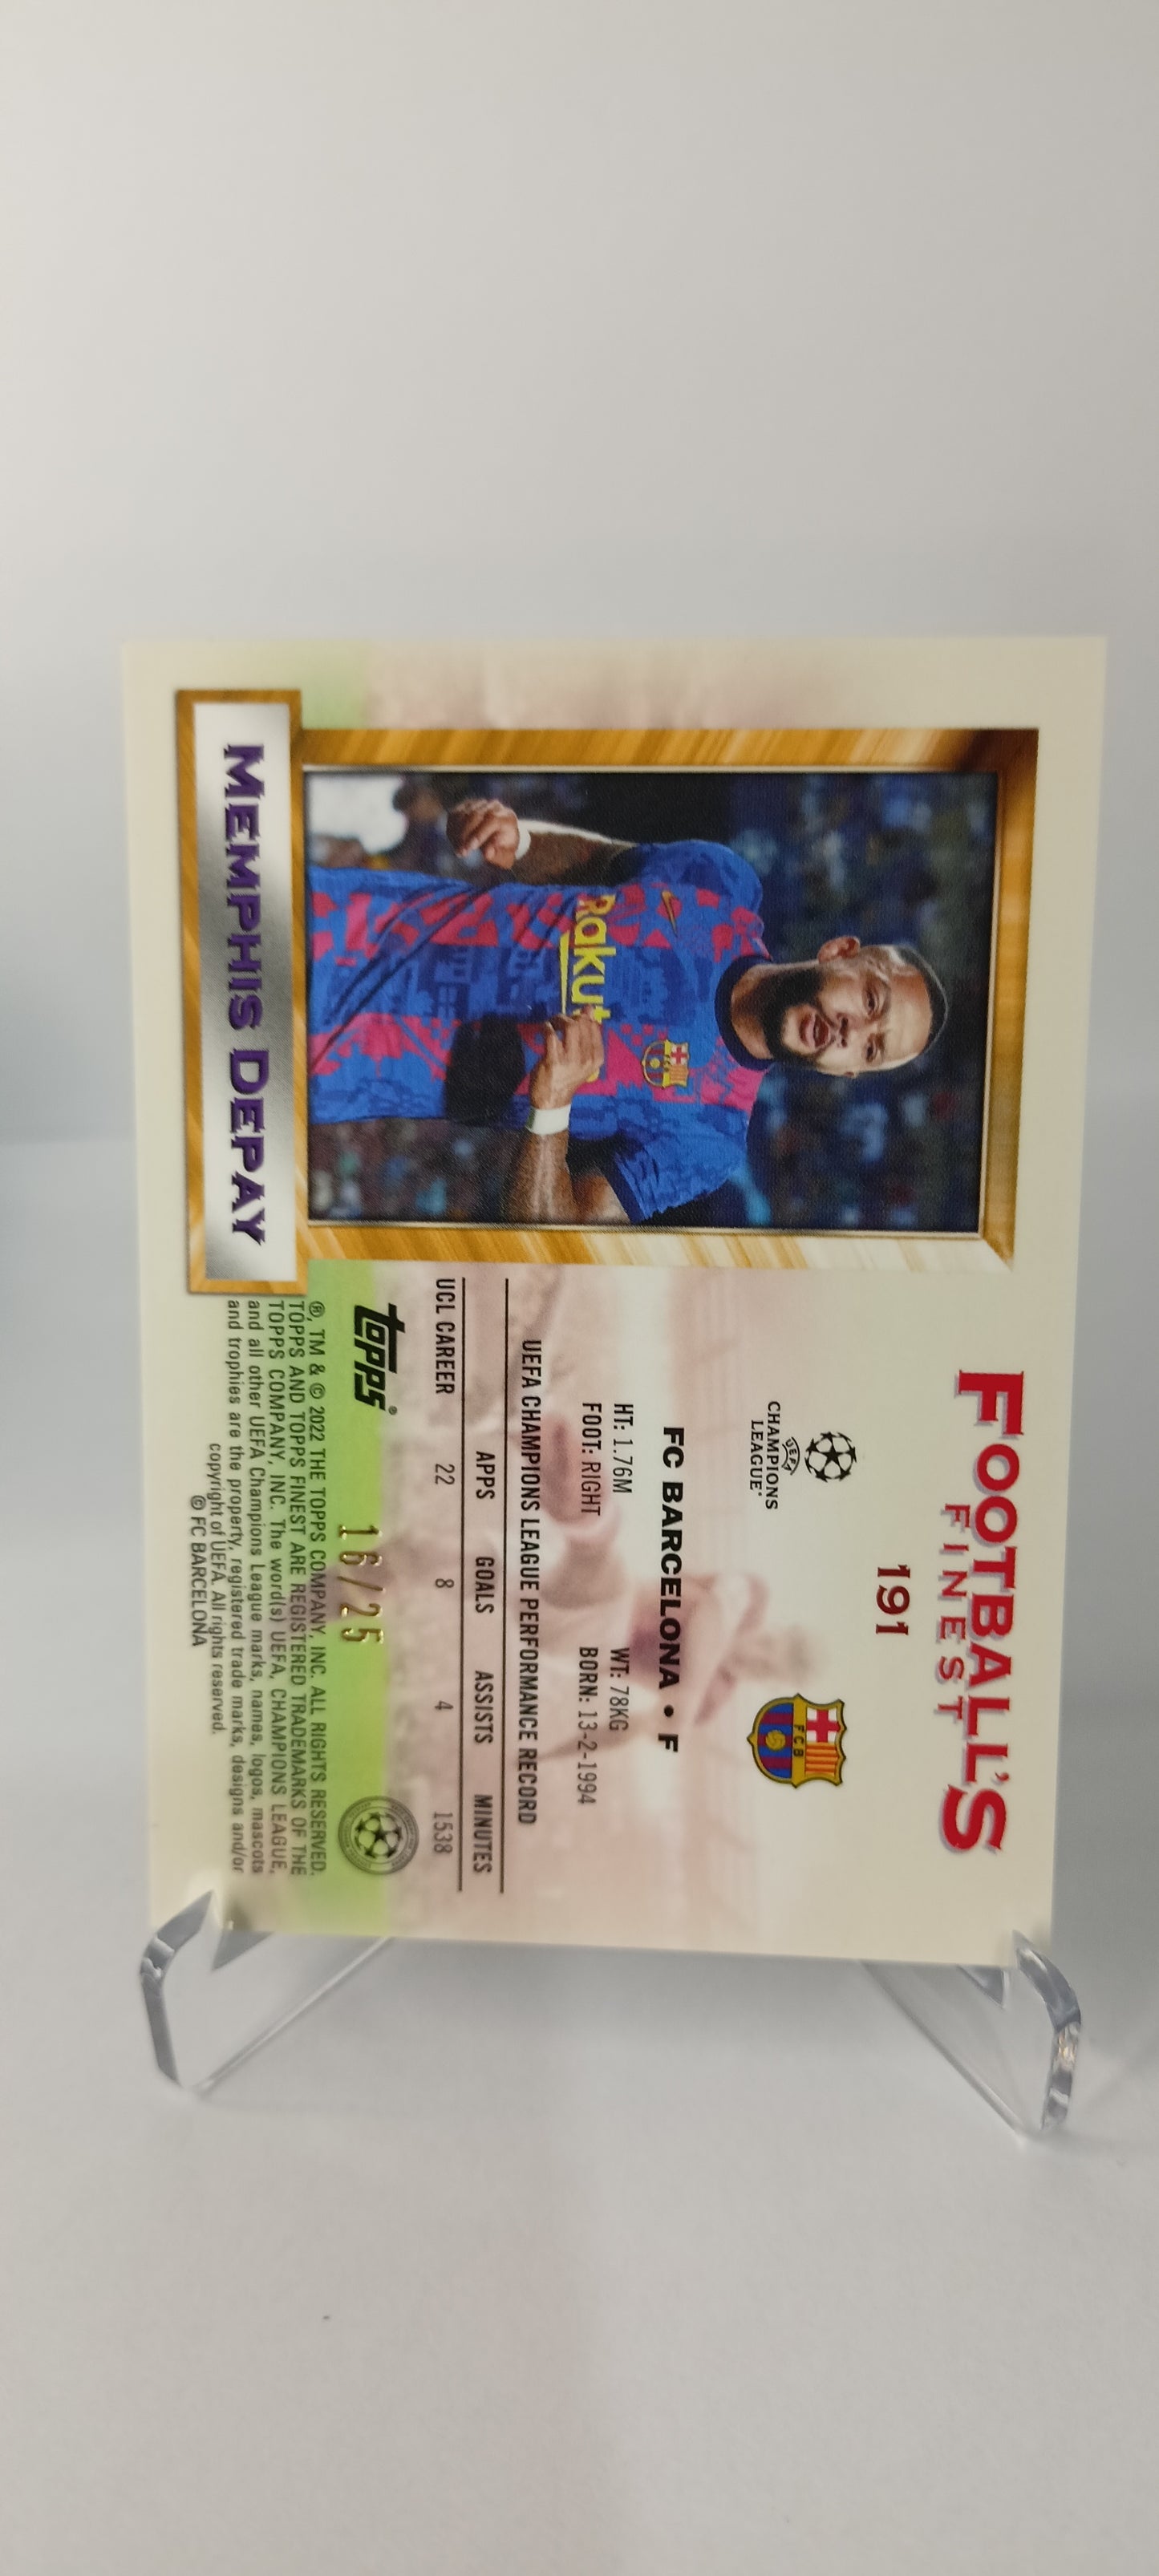 FOOTBALL'S
FINEST
191
UEFA
CHAMPIONS
LEAGUE®
FCB
FC BARCELONA • F
HT: 1.76M WT: 78KG
FOOT: RIGHT BORN: 13-2-1994
UEFA CHAMPIONS LEAGUE PERFORMANCE RECORD
APPS GOALS ASSISTS MINUTES
UCL CAREER 22 8 4 1538
Rakut
topps®
16/25
MEMPHIS DEPAY
®, TM & © 2022 THE TOPPS COMPANY, INC. ALL RIGHTS RESERVED.
TOPPS AND TOPPS FINEST ARE REGISTERED TRADEMARKS OF THE
TOPPS COMPANY, INC. The word(s) UEFA, CHAMPIONS LEAGUE,
and all other UEFA Champions League marks, names, logos, mascots
and trophies are the property, registered trade marks, designs and/or
copyright of UEFA. All rights reserved.
© FC BARCELONA